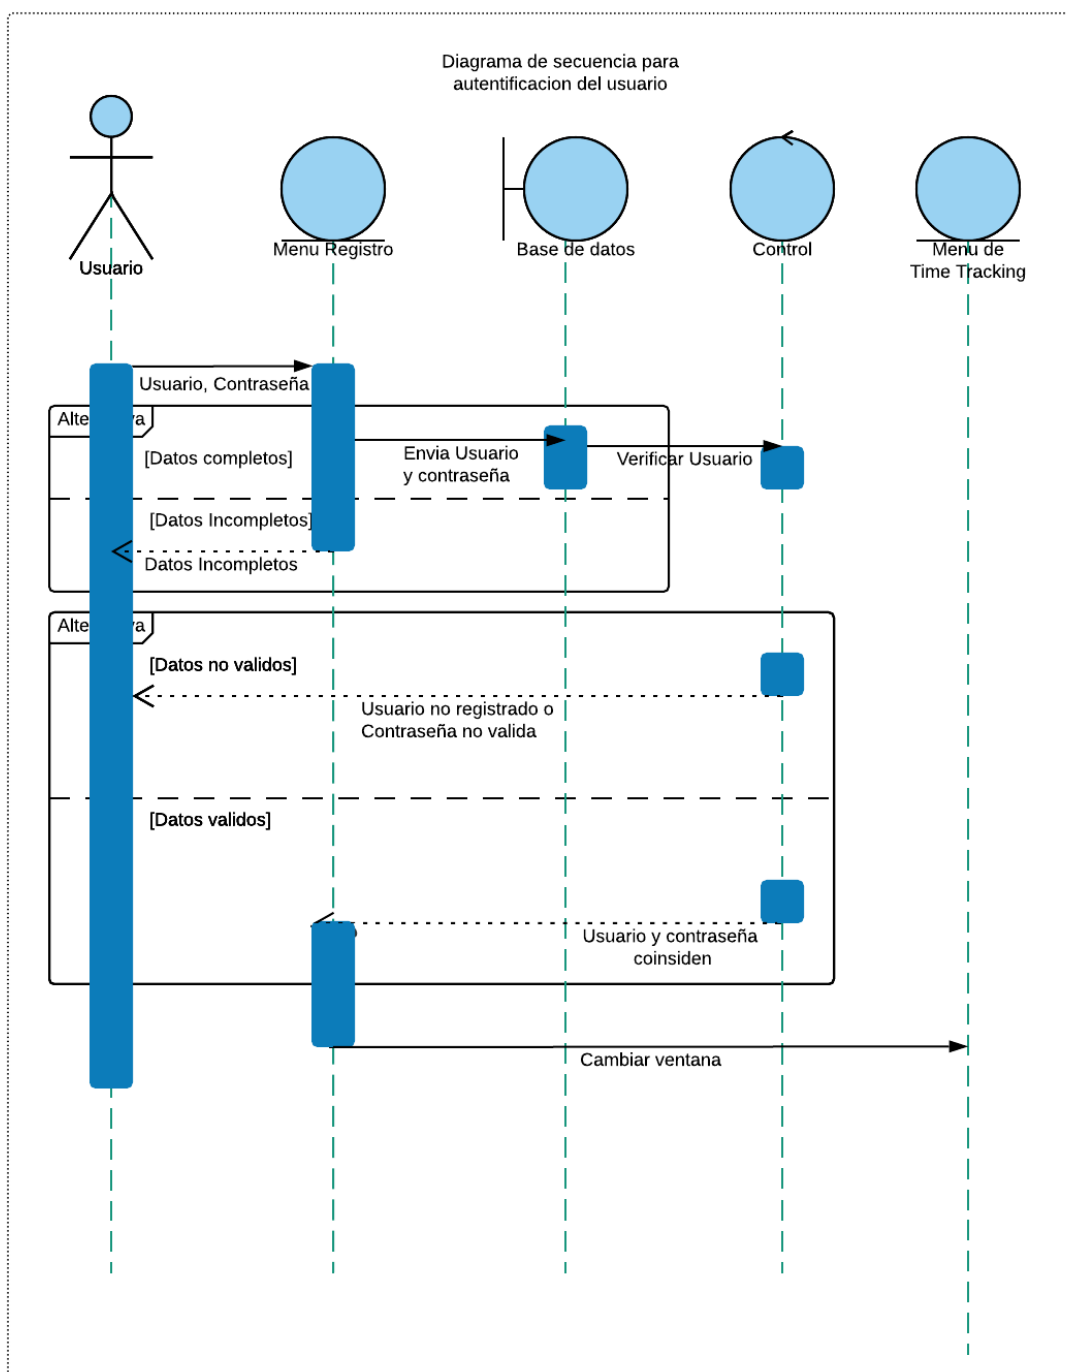 Diagrama de secuencia para
autentificacion del usuario
Usuario
Menu Registro
Base de datos
Control
Menu de
Time Tracking
Usuario, Contraseña
[Datos completos]
Envia Usuario
y contraseña
Verificar Usuario
[Datos Incompletos]
Datos Incompletos
[Datos no validos]
Usuario no registrado o
Contraseña no valida
[Datos validos]
Usuario y contraseña
coinsiden
Cambiar ventana